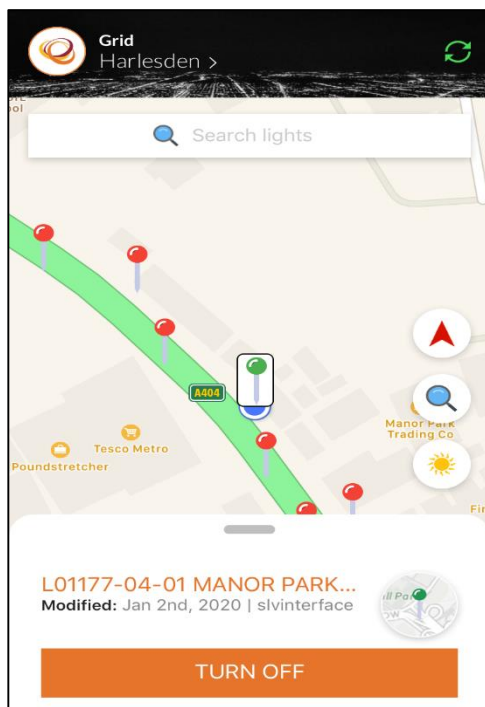 Grid
Harlesden >
ool
Search lights
A404
Manor Park
Trading Co
Tesco Metro
Poundstretcher
Fir
L01177-04-01 MANOR PARK...
Modified: Jan 2nd, 2020 | slvinterface
TURN OFF